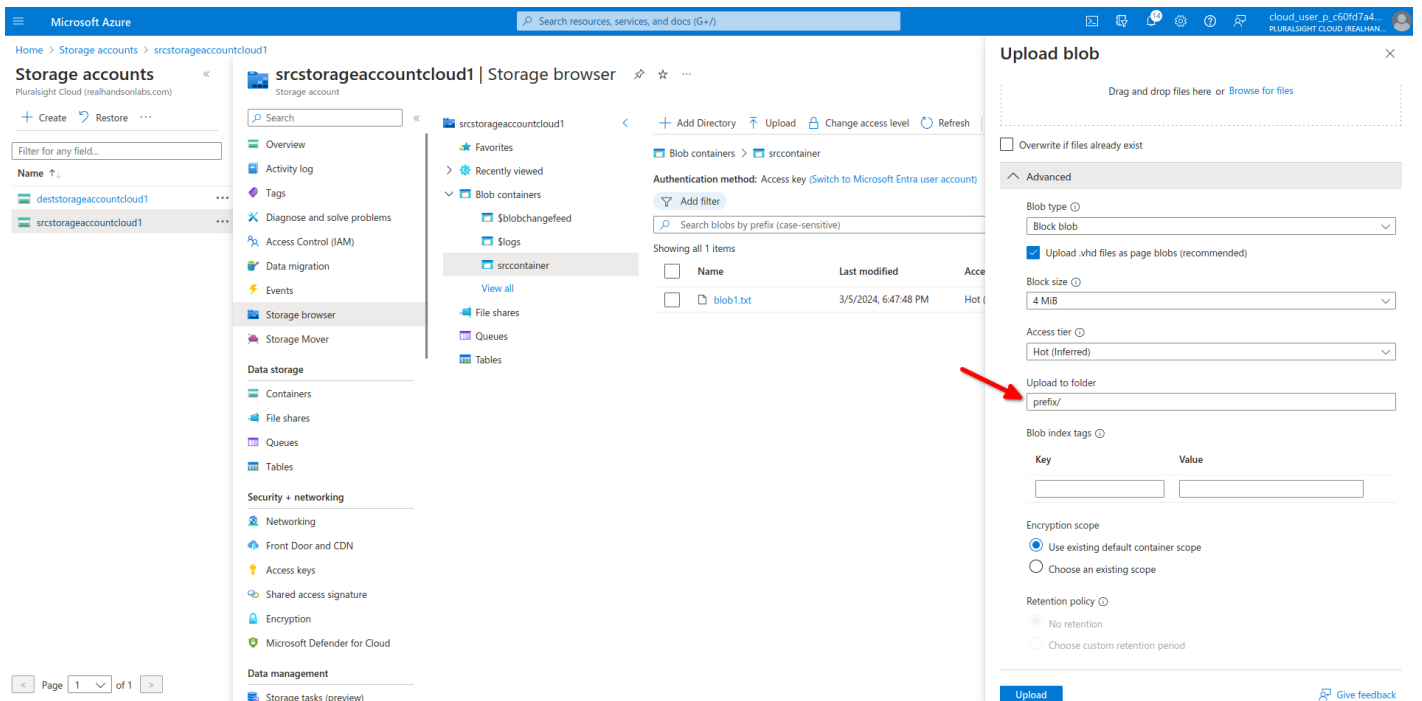 Microsoft Azure
Search resources, services, and docs (G+/)
14
cloud_user_p_c60fd7a4...
PLURALSIGHT CLOUD (REALHAN...
Home > Storage accounts > srcstorageaccountcloud1
Storage accounts
Pluralsight Cloud (realhandsonlabs.com)
+ Create
Restore
...
Filter for any field...
Name ↑↓
deststorageaccountcloud1
...
srcstorageaccountcloud1
...
< Page 1 of 1 >
srcstorageaccountcloud1 | Storage browser
...
Storage account
Search
Overview
Activity log
Tags
Diagnose and solve problems
Access Control (IAM)
Data migration
Events
Storage browser
Storage Mover
Data storage
Containers
File shares
Queues
Tables
Security + networking
Networking
Front Door and CDN
Access keys
Shared access signature
Encryption
Microsoft Defender for Cloud
Data management
Storage tasks (preview)
srcstorageaccountcloud1
Favorites
Recently viewed
Blob containers
$blobchangefeed
$logs
srccontainer
View all
File shares
Queues
Tables
+ Add Directory
Upload
Change access level
Refresh
Blob containers > srccontainer
Authentication method: Access key (Switch to Microsoft Entra user account)
Add filter
Search blobs by prefix (case-sensitive)
Showing all 1 items
Name
Last modified
Acce
blob1.txt
3/5/2024, 6:47:48 PM
Hot (
Upload blob
Drag and drop files here or Browse for files
Overwrite if files already exist
Advanced
Blob type
Block blob
Upload .vhd files as page blobs (recommended)
Block size
4 MiB
Access tier
Hot (Inferred)
Upload to folder
prefix/
Blob index tags
Key
Value
Encryption scope
Use existing default container scope
Choose an existing scope
Retention policy
No retention
Choose custom retention period
Upload
Give feedback